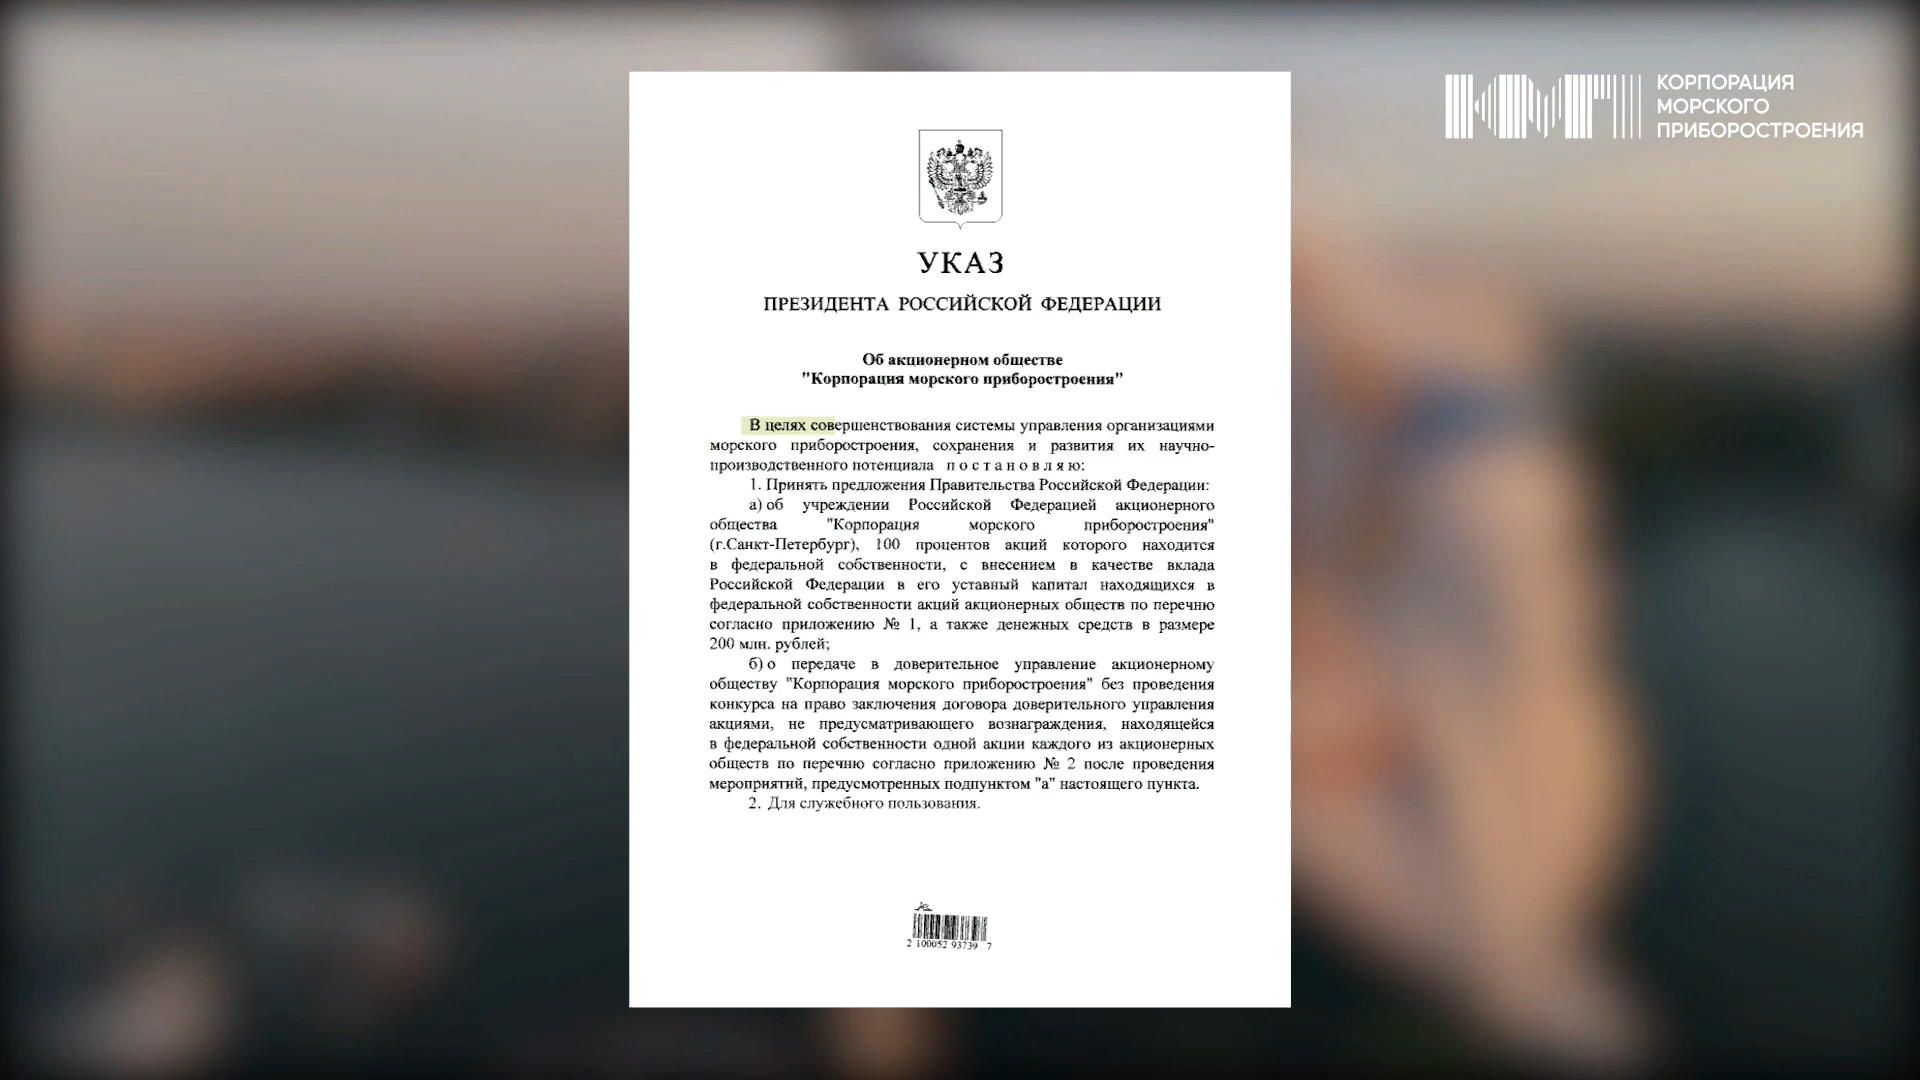 КОРПОРАЦИЯ
МОРСКОГО
ПРИБОРОСТРОЕНИЯ
УКАЗ
ПРЕЗИДЕНТА РОССИЙСКОЙ ФЕДЕРАЦИИ
Об акционерном обществе
"Корпорация морского приборостроения"
В целях совершенствования системы управления организациями
морского приборостроения, сохранения и развития их научно-
производственного потенциала п о с т а н о в л я ю:
1. Принять предложения Правительства Российской Федерации:
а) об учреждении Российской Федерацией акционерного
общества "Корпорация морского приборостроения"
(г.Санкт-Петербург), 100 процентов акций которого находится
в федеральной собственности, с внесением в качестве вклада
Российской Федерации в его уставный капитал находящихся в
федеральной собственности акций акционерных обществ по перечню
согласно приложению № 1, а также денежных средств в размере
200 млн. рублей;
б) о передаче в доверительное управление акционерному
обществу "Корпорация морского приборостроения" без проведения
конкурса на право заключения договора доверительного управления
акциями, не предусматривающего вознаграждения, находящейся
в федеральной собственности одной акции каждого из акционерных
обществ по перечню согласно приложению № 2 после проведения
мероприятий, предусмотренных подпунктом "а" настоящего пункта.
2. Для служебного пользования.
2 100052 93739 7